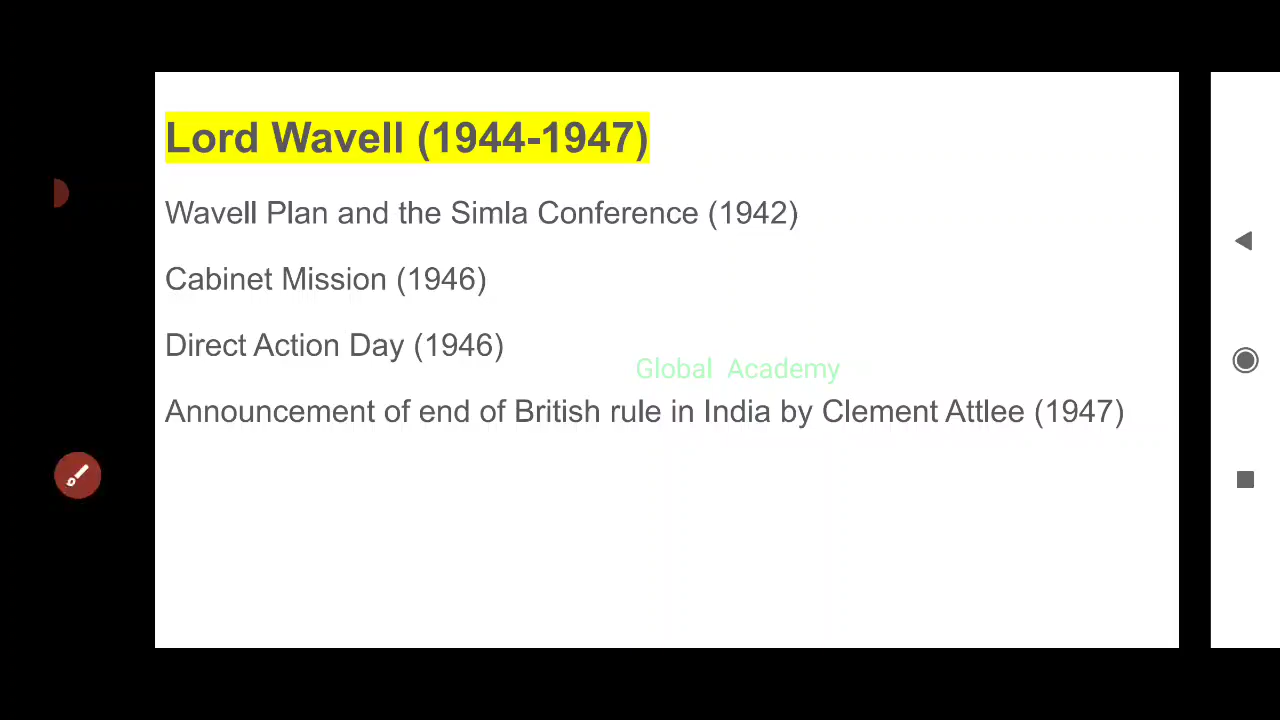 Lord Wavell (1944-1947)
Wavell Plan and the Simla Conference (1942)
Cabinet Mission (1946)
Direct Action Day (1946)
Global Academy
Announcement of end of British rule in India by Clement Attlee (1947)